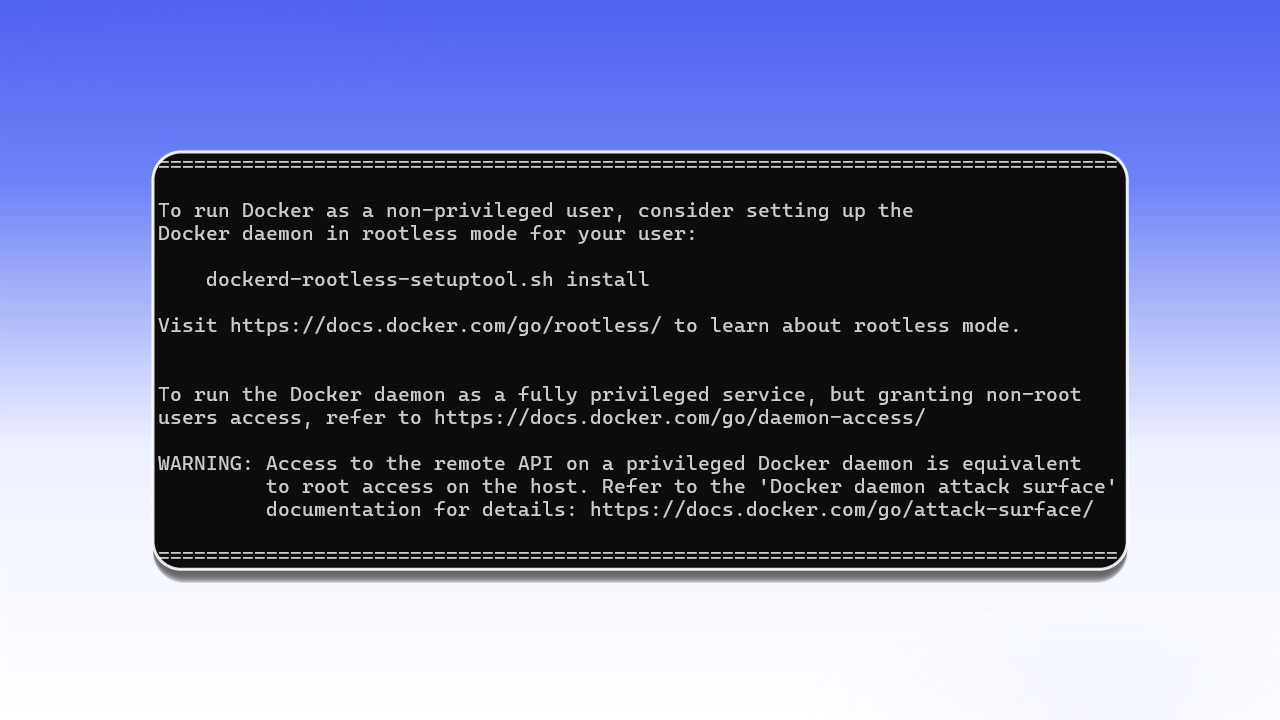 ================================================================================
To run Docker as a non-privileged user, consider setting up the
Docker daemon in rootless mode for your user:
dockerd-rootless-setuptool.sh install
Visit https://docs.docker.com/go/rootless/ to learn about rootless mode.
To run the Docker daemon as a fully privileged service, but granting non-root
users access, refer to https://docs.docker.com/go/daemon-access/
WARNING: Access to the remote API on a privileged Docker daemon is equivalent
to root access on the host. Refer to the 'Docker daemon attack surface'
documentation for details: https://docs.docker.com/go/attack-surface/
================================================================================